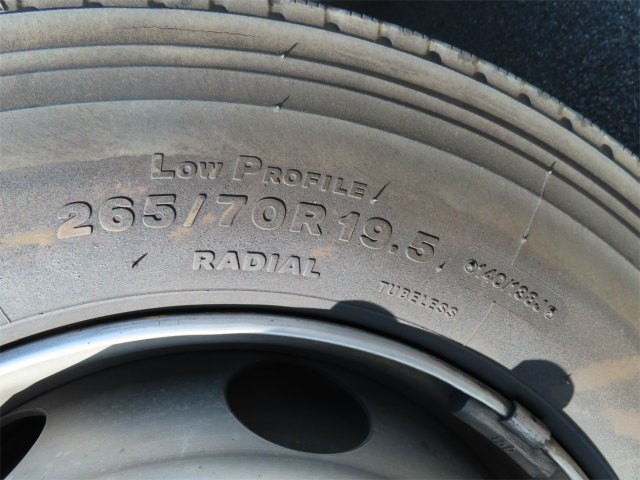 LOW PROFILE
265/70R19.5
RADIAL
TUBELESS